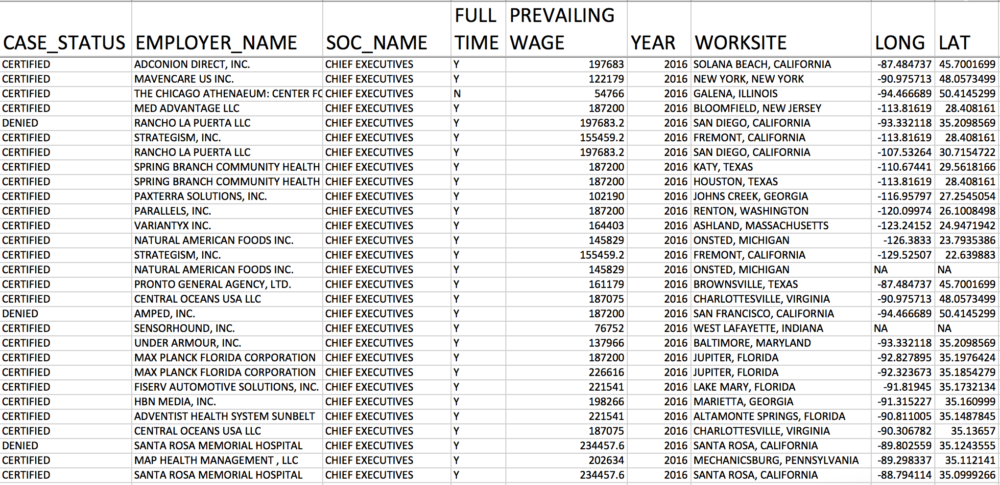 CASE_STATUS EMPLOYER_NAME SOC_NAME FULL TIME PREVAILING WAGE YEAR WORKSITE LONG LAT
CERTIFIED ADCONION DIRECT, INC. CHIEF EXECUTIVES Y 197683 2016 SOLANA BEACH, CALIFORNIA -87.484737 45.7001699
CERTIFIED MAVENCARE US INC. CHIEF EXECUTIVES Y 122179 2016 NEW YORK, NEW YORK -90.975713 48.0573499
CERTIFIED THE CHICAGO ATHENAEUM: CENTER FC CHIEF EXECUTIVES N 54766 2016 GALENA, ILLINOIS -94.466689 50.4145299
CERTIFIED MED ADVANTAGE LLC CHIEF EXECUTIVES Y 187200 2016 BLOOMFIELD, NEW JERSEY -113.81619 28.408161
DENIED RANCHO LA PUERTA LLC CHIEF EXECUTIVES Y 197683.2 2016 SAN DIEGO, CALIFORNIA -93.332118 35.2098569
CERTIFIED STRATEGISM, INC. CHIEF EXECUTIVES Y 155459.2 2016 FREMONT, CALIFORNIA -113.81619 28.408161
CERTIFIED RANCHO LA PUERTA LLC CHIEF EXECUTIVES Y 197683.2 2016 SAN DIEGO, CALIFORNIA -107.53264 30.7154722
CERTIFIED SPRING BRANCH COMMUNITY HEALTH CHIEF EXECUTIVES Y 187200 2016 KATY, TEXAS -110.67441 29.5618166
CERTIFIED SPRING BRANCH COMMUNITY HEALTH CHIEF EXECUTIVES Y 187200 2016 HOUSTON, TEXAS -113.81619 28.408161
CERTIFIED PAXTERRA SOLUTIONS, INC. CHIEF EXECUTIVES Y 102190 2016 JOHNS CREEK, GEORGIA -116.95797 27.2545054
CERTIFIED PARALLELS, INC. CHIEF EXECUTIVES Y 187200 2016 RENTON, WASHINGTON -120.09974 26.1008498
CERTIFIED VARIANTYX INC. CHIEF EXECUTIVES Y 164403 2016 ASHLAND, MASSACHUSETTS -123.24152 24.9471942
CERTIFIED NATURAL AMERICAN FOODS INC. CHIEF EXECUTIVES Y 145829 2016 ONSTED, MICHIGAN -126.3833 23.7935386
CERTIFIED STRATEGISM, INC. CHIEF EXECUTIVES Y 155459.2 2016 FREMONT, CALIFORNIA -129.52507 22.639883
CERTIFIED NATURAL AMERICAN FOODS INC. CHIEF EXECUTIVES Y 145829 2016 ONSTED, MICHIGAN NA NA
CERTIFIED PRONTO GENERAL AGENCY, LTD. CHIEF EXECUTIVES Y 161179 2016 BROWNSVILLE, TEXAS -87.484737 45.7001699
CERTIFIED CENTRAL OCEANS USA LLC CHIEF EXECUTIVES Y 187075 2016 CHARLOTTESVILLE, VIRGINIA -90.975713 48.0573499
DENIED AMPED, INC. CHIEF EXECUTIVES Y 187200 2016 SAN FRANCISCO, CALIFORNIA -94.466689 50.4145299
CERTIFIED SENSORHOUND, INC. CHIEF EXECUTIVES Y 76752 2016 WEST LAFAYETTE, INDIANA NA NA
CERTIFIED UNDER ARMOUR, INC. CHIEF EXECUTIVES Y 137966 2016 BALTIMORE, MARYLAND -93.332118 35.2098569
CERTIFIED MAX PLANCK FLORIDA CORPORATION CHIEF EXECUTIVES Y 187200 2016 JUPITER, FLORIDA -92.827895 35.1976424
CERTIFIED MAX PLANCK FLORIDA CORPORATION CHIEF EXECUTIVES Y 226616 2016 JUPITER, FLORIDA -92.323673 35.1854279
CERTIFIED FISERV AUTOMOTIVE SOLUTIONS, INC. CHIEF EXECUTIVES Y 221541 2016 LAKE MARY, FLORIDA -91.81945 35.1732134
CERTIFIED HBN MEDIA, INC. CHIEF EXECUTIVES Y 198266 2016 MARIETTA, GEORGIA -91.315227 35.160999
CERTIFIED ADVENTIST HEALTH SYSTEM SUNBELT CHIEF EXECUTIVES Y 221541 2016 ALTAMONTE SPRINGS, FLORIDA -90.811005 35.1487845
CERTIFIED CENTRAL OCEANS USA LLC CHIEF EXECUTIVES Y 187075 2016 CHARLOTTESVILLE, VIRGINIA -90.306782 35.13657
DENIED SANTA ROSA MEMORIAL HOSPITAL CHIEF EXECUTIVES Y 234457.6 2016 SANTA ROSA, CALIFORNIA -89.802559 35.1243555
CERTIFIED MAP HEALTH MANAGEMENT , LLC CHIEF EXECUTIVES Y 202634 2016 MECHANICSBURG, PENNSYLVANIA -89.298337 35.112141
CERTIFIED SANTA ROSA MEMORIAL HOSPITAL CHIEF EXECUTIVES Y 234457.6 2016 SANTA ROSA, CALIFORNIA -88.794114 35.0999266